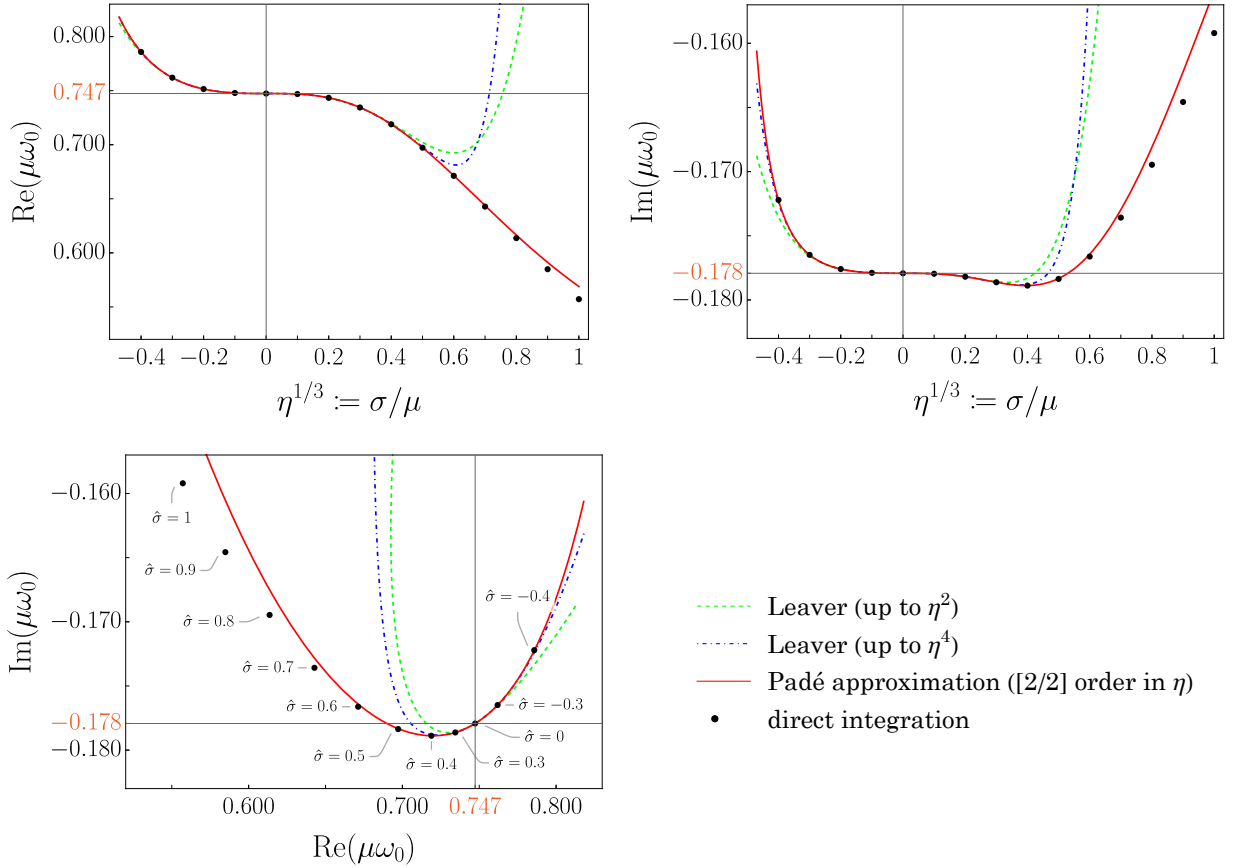 0.800
0.747
0.700
0.600
Re(μω₀)
−0.4 −0.2 0 0.2 0.4 0.6 0.8 1
η^{1/3} := σ/μ
−0.160
−0.170
−0.178
−0.180
Im(μω₀)
−0.4 −0.2 0 0.2 0.4 0.6 0.8 1
η^{1/3} := σ/μ
−0.160
−0.170
−0.178
−0.180
Im(μω₀)
σ̂ = 1
σ̂ = 0.9
σ̂ = 0.8
σ̂ = 0.7
σ̂ = 0.6
σ̂ = 0.5
σ̂ = 0.4
σ̂ = 0.3
σ̂ = 0
σ̂ = −0.3
σ̂ = −0.4
0.600 0.700 0.747 0.800
Re(μω₀)
Leaver (up to η²)
Leaver (up to η⁴)
Padé approximation ([2/2] order in η)
direct integration